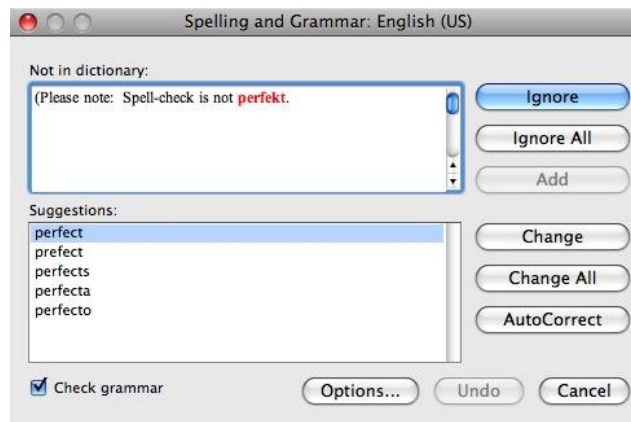 Spelling and Grammar: English (US)
Not in dictionary:
(Please note: Spell-check is not perfekt.
Ignore
Ignore All
Add
Suggestions:
perfect
prefect
perfects
perfecta
perfecto
Change
Change All
AutoCorrect
Check grammar
Options...
Undo
Cancel